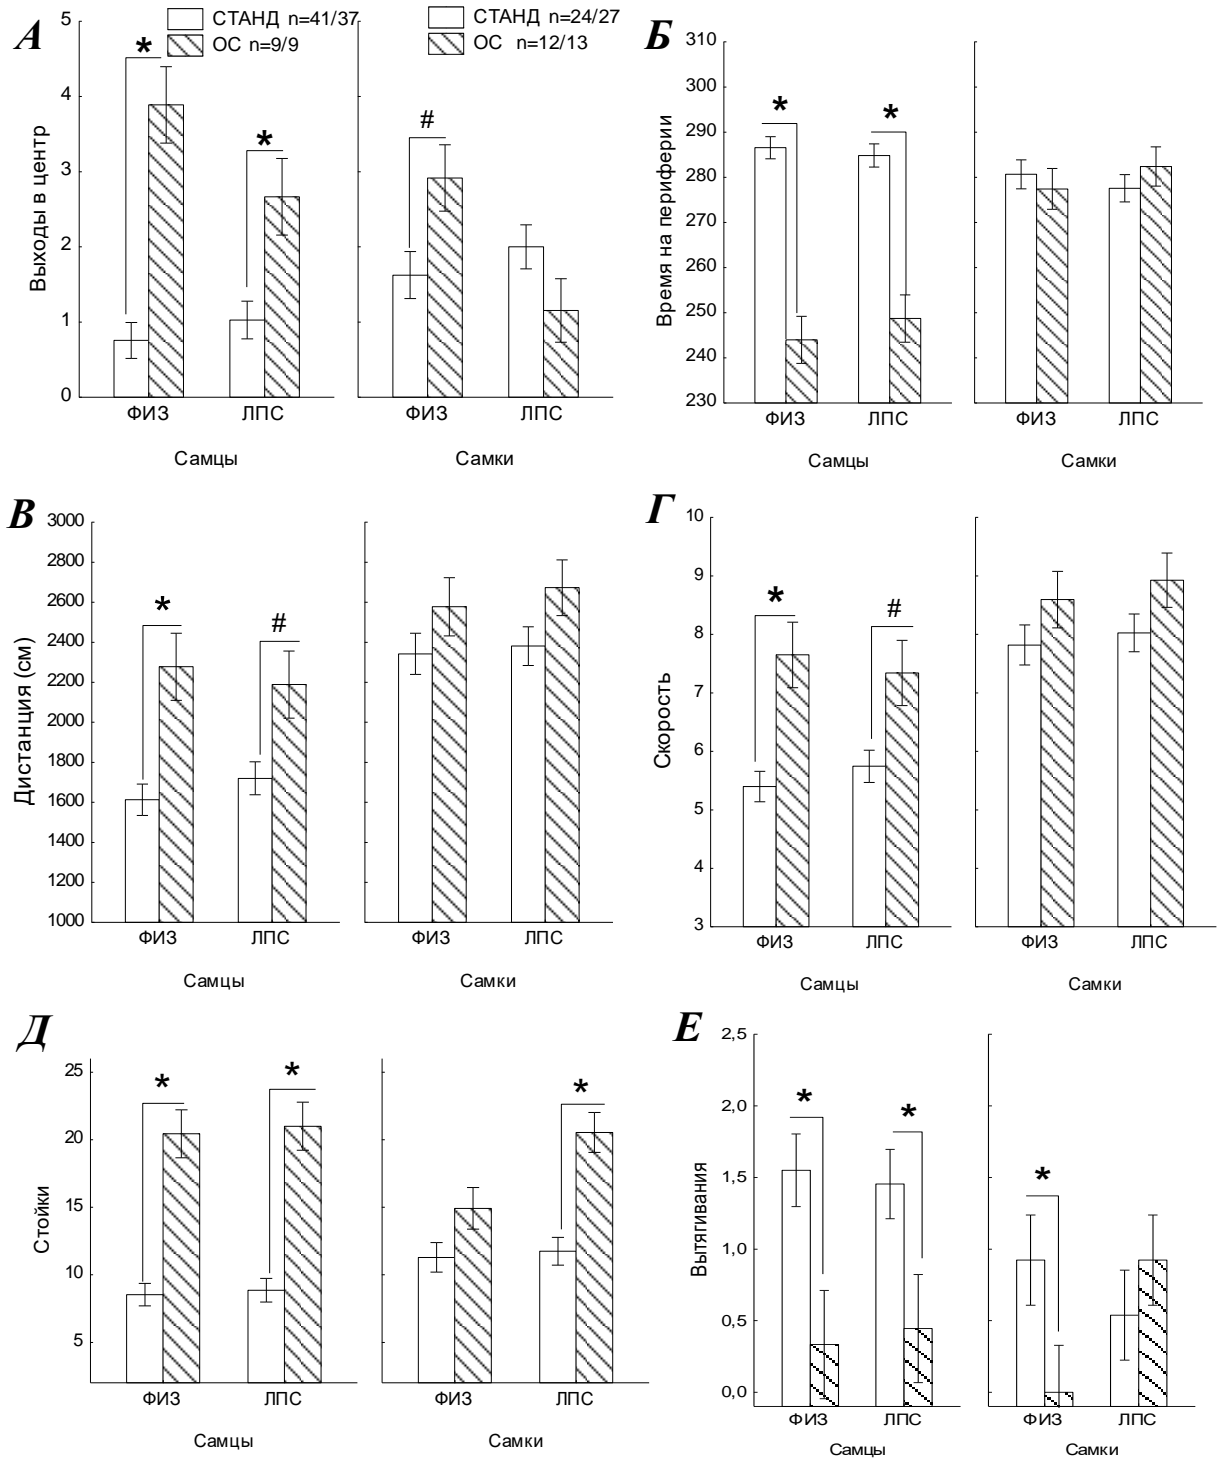 А
СТАНД n=41/37
ОС n=9/9
СТАНД n=24/27
ОС n=12/13
Выходы в центр
5
4
3
2
1
0
*
*
#
ФИЗ ЛПС ФИЗ ЛПС
Самцы Самки
Б
Время на периферии
310
300
290
280
270
260
250
240
230
*
*
ФИЗ ЛПС ФИЗ ЛПС
Самцы Самки
В
Дистанция (см)
3000
2800
2600
2400
2200
2000
1800
1600
1400
1200
1000
*
#
ФИЗ ЛПС ФИЗ ЛПС
Самцы Самки
Г
Скорость
10
9
8
7
6
5
4
3
*
#
ФИЗ ЛПС ФИЗ ЛПС
Самцы Самки
Д
Стойки
25
20
15
10
5
*
*
*
ФИЗ ЛПС ФИЗ ЛПС
Самцы Самки
Е
Вытягивания
2,5
2,0
1,5
1,0
0,5
0,0
*
*
*
ФИЗ ЛПС ФИЗ ЛПС
Самцы Самки